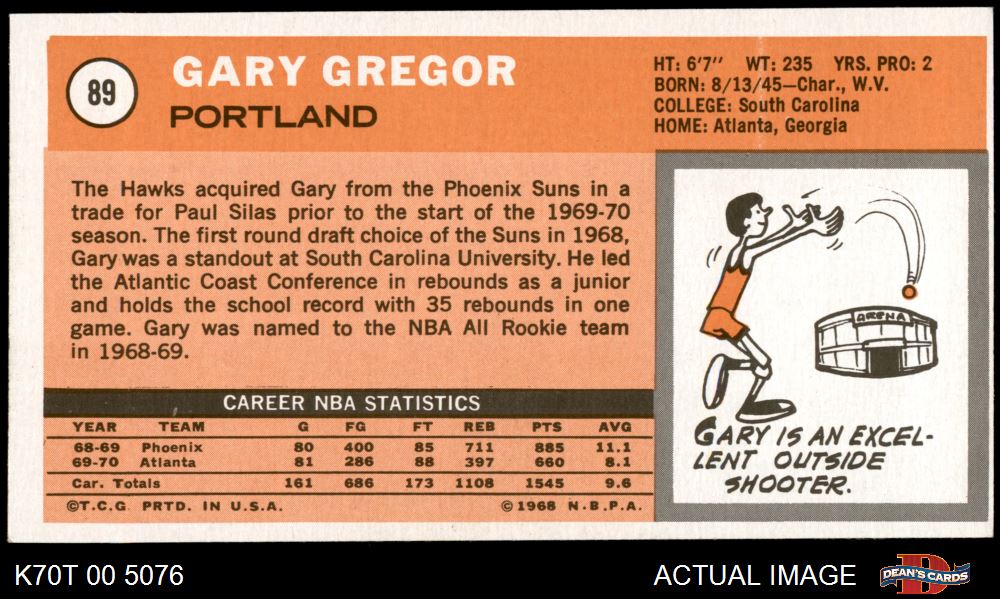 89
GARY GREGOR
PORTLAND
HT: 6'7" WT: 235 YRS. PRO: 2
BORN: 8/13/45—Char., W.V.
COLLEGE: South Carolina
HOME: Atlanta, Georgia
The Hawks acquired Gary from the Phoenix Suns in a
trade for Paul Silas prior to the start of the 1969-70
season. The first round draft choice of the Suns in 1968,
Gary was a standout at South Carolina University. He led
the Atlantic Coast Conference in rebounds as a junior
and holds the school record with 35 rebounds in one
game. Gary was named to the NBA All Rookie team
in 1968-69.
ARENA
GARY IS AN EXCEL-
LENT OUTSIDE
SHOOTER.
CAREER NBA STATISTICS
YEAR TEAM G FG FT REB PTS AVG
68-69 Phoenix 80 400 85 711 885 11.1
69-70 Atlanta 81 286 88 397 660 8.1
Car. Totals 161 686 173 1108 1545 9.6
©T.C.G. PRTD. IN U.S.A. ©1968 N.B.P.A.
K70T 00 5076 ACTUAL IMAGE DEAN'S CARDS